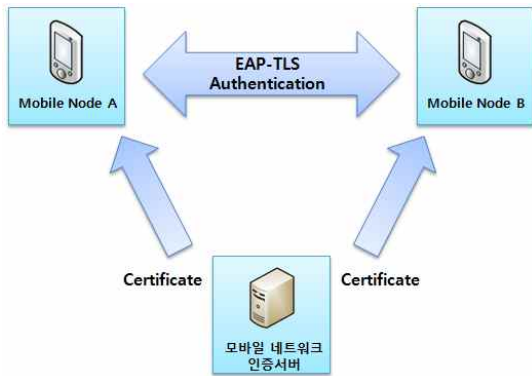 EAP-TLS
Authentication
Mobile Node A
Mobile Node B
Certificate
Certificate
모바일 네트워크
인증서버